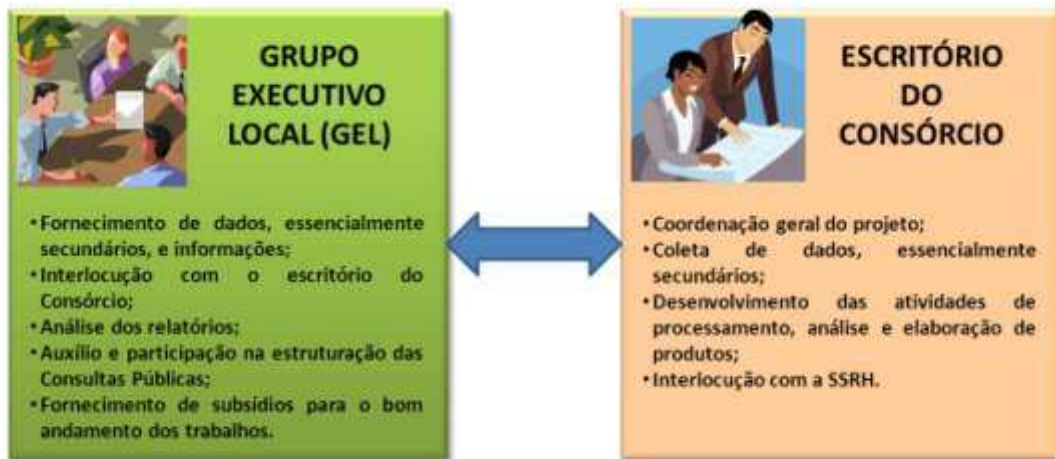 GRUPO
EXECUTIVO
LOCAL (GEL)
• Fornecimento de dados, essencialmente
secundários, e informações;
• Interlocução com o escritório do
Consórcio;
• Análise dos relatórios;
• Auxílio e participação na estruturação das
Consultas Públicas;
• Fornecimento de subsídios para o bom
andamento dos trabalhos.
ESCRITÓRIO
DO
CONSÓRCIO
• Coordenação geral do projeto;
• Coleta de dados, essencialmente
secundários;
• Desenvolvimento das atividades de
processamento, análise e elaboração de
produtos;
• Interlocução com a SSRH.